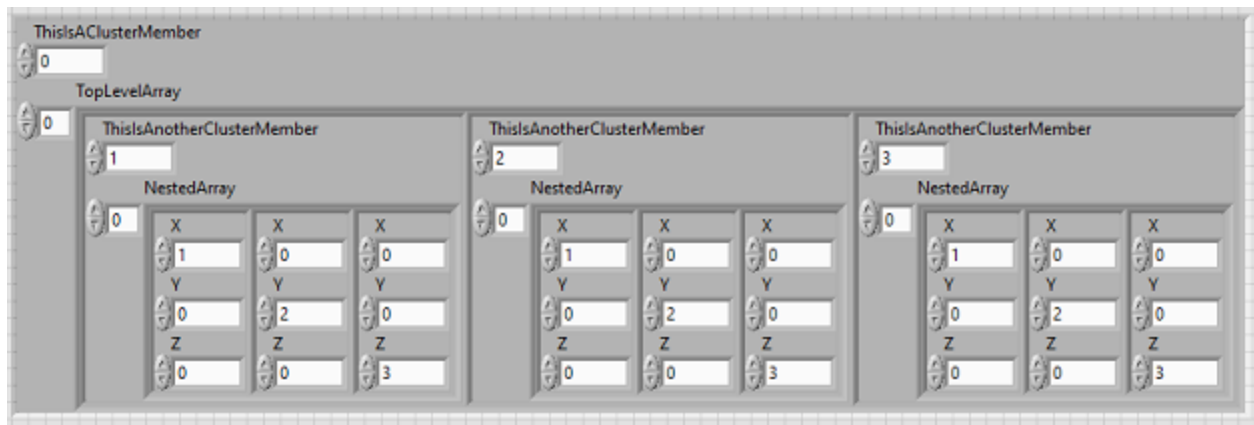 ThisIsAClusterMember
0
TopLevelArray
0
ThisIsAnotherClusterMember ThisIsAnotherClusterMember ThisIsAnotherClusterMember
1 2 3
NestedArray NestedArray NestedArray
0 0 0
X X X X X X X X X
1 0 0 1 0 0 1 0 0
Y Y Y Y Y Y Y Y Y
0 2 0 0 2 0 0 2 0
Z Z Z Z Z Z Z Z Z
0 0 3 0 0 3 0 0 3